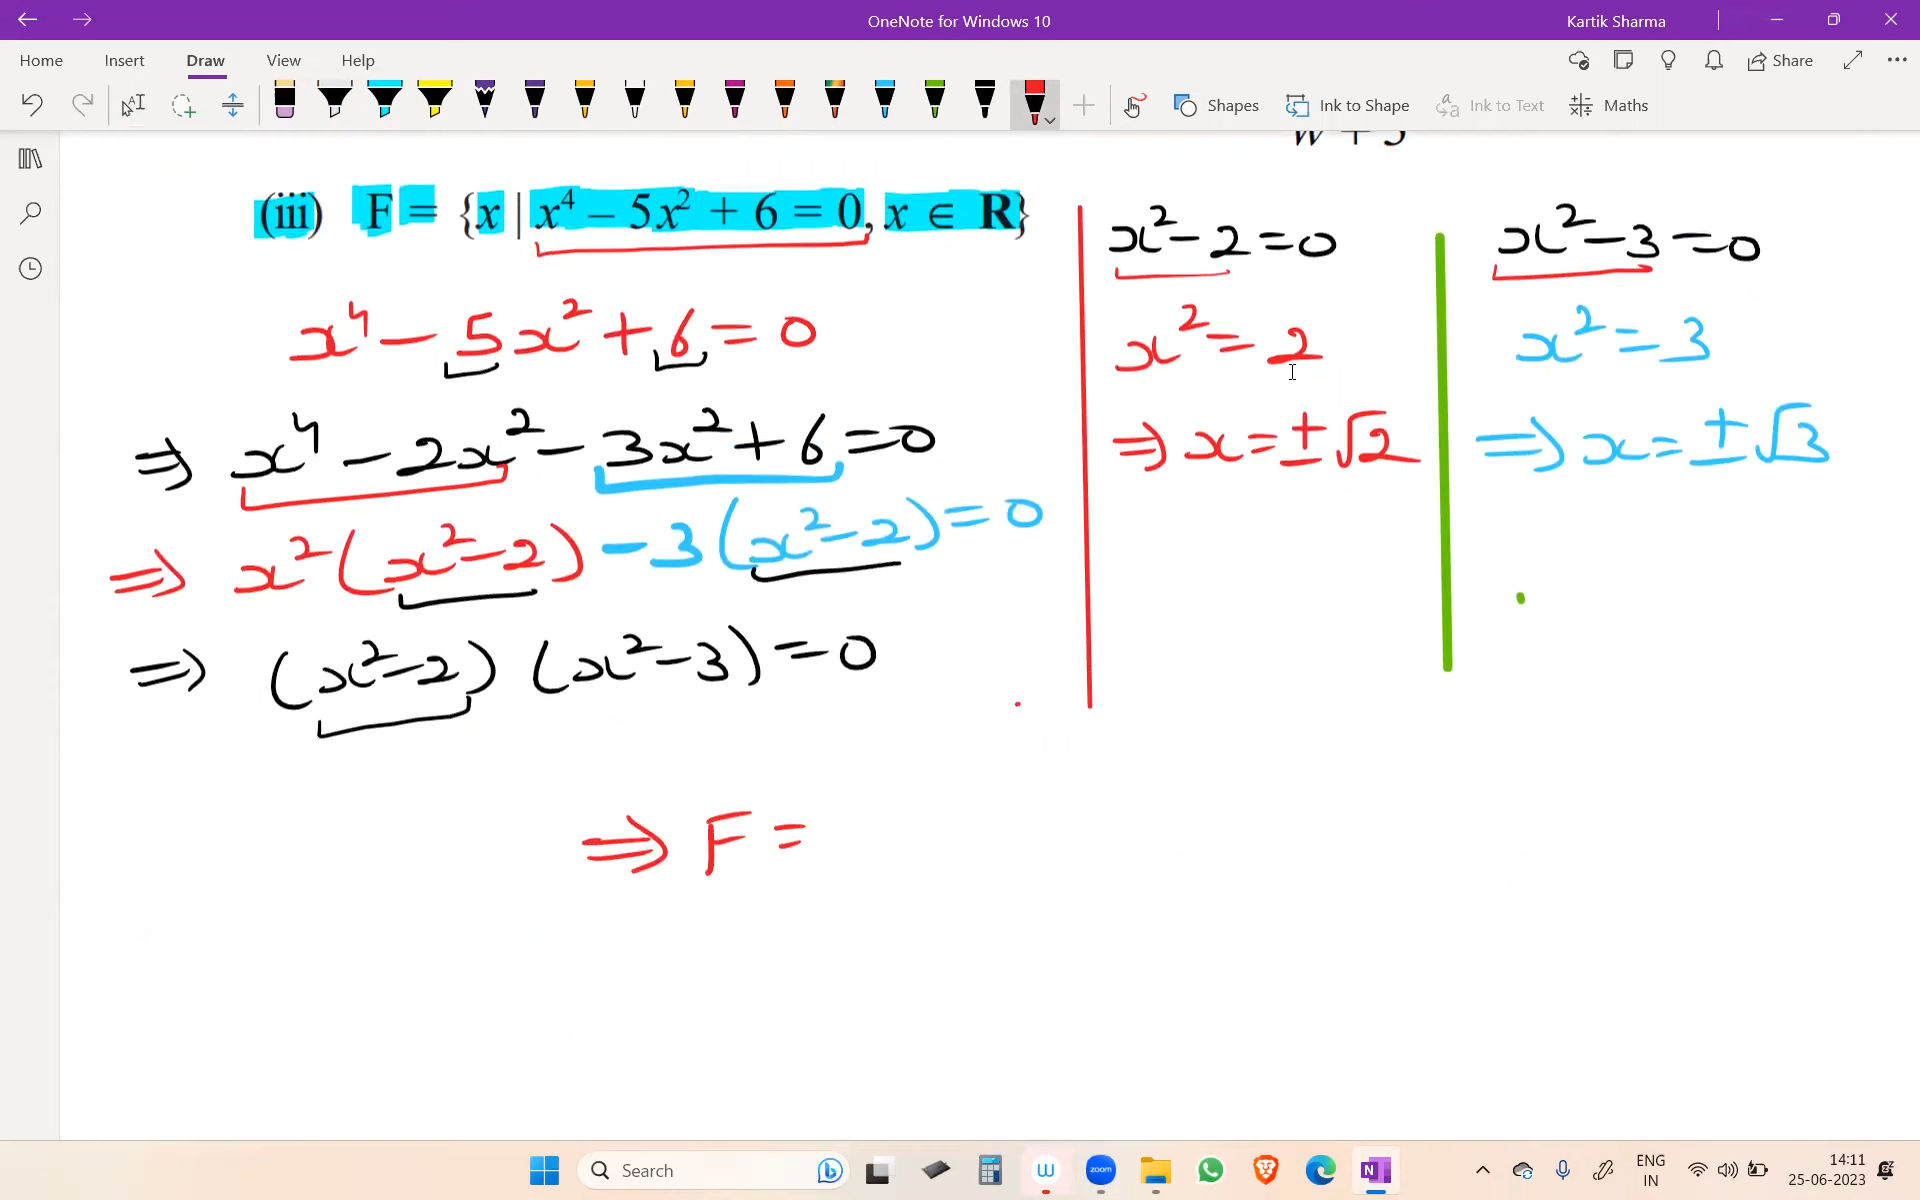 OneNote for Windows 10
Kartik Sharma
Home Insert Draw View Help
Share
Shapes Ink to Shape Ink to Text Maths
(iii) F = {x | x⁴ – 5x² + 6 = 0, x ∈ R}
x⁴ – 5x² + 6 = 0
⇒ x⁴ – 2x² – 3x² + 6 = 0
⇒ x²(x² – 2) – 3(x² – 2) = 0
⇒ (x² – 2) (x² – 3) = 0
x² – 2 = 0
x² = 2
⇒ x = ± √2
x² – 3 = 0
x² = 3
⇒ x = ± √3
⇒ F =
Search
zoom
ENG
IN
14:11
25-06-2023